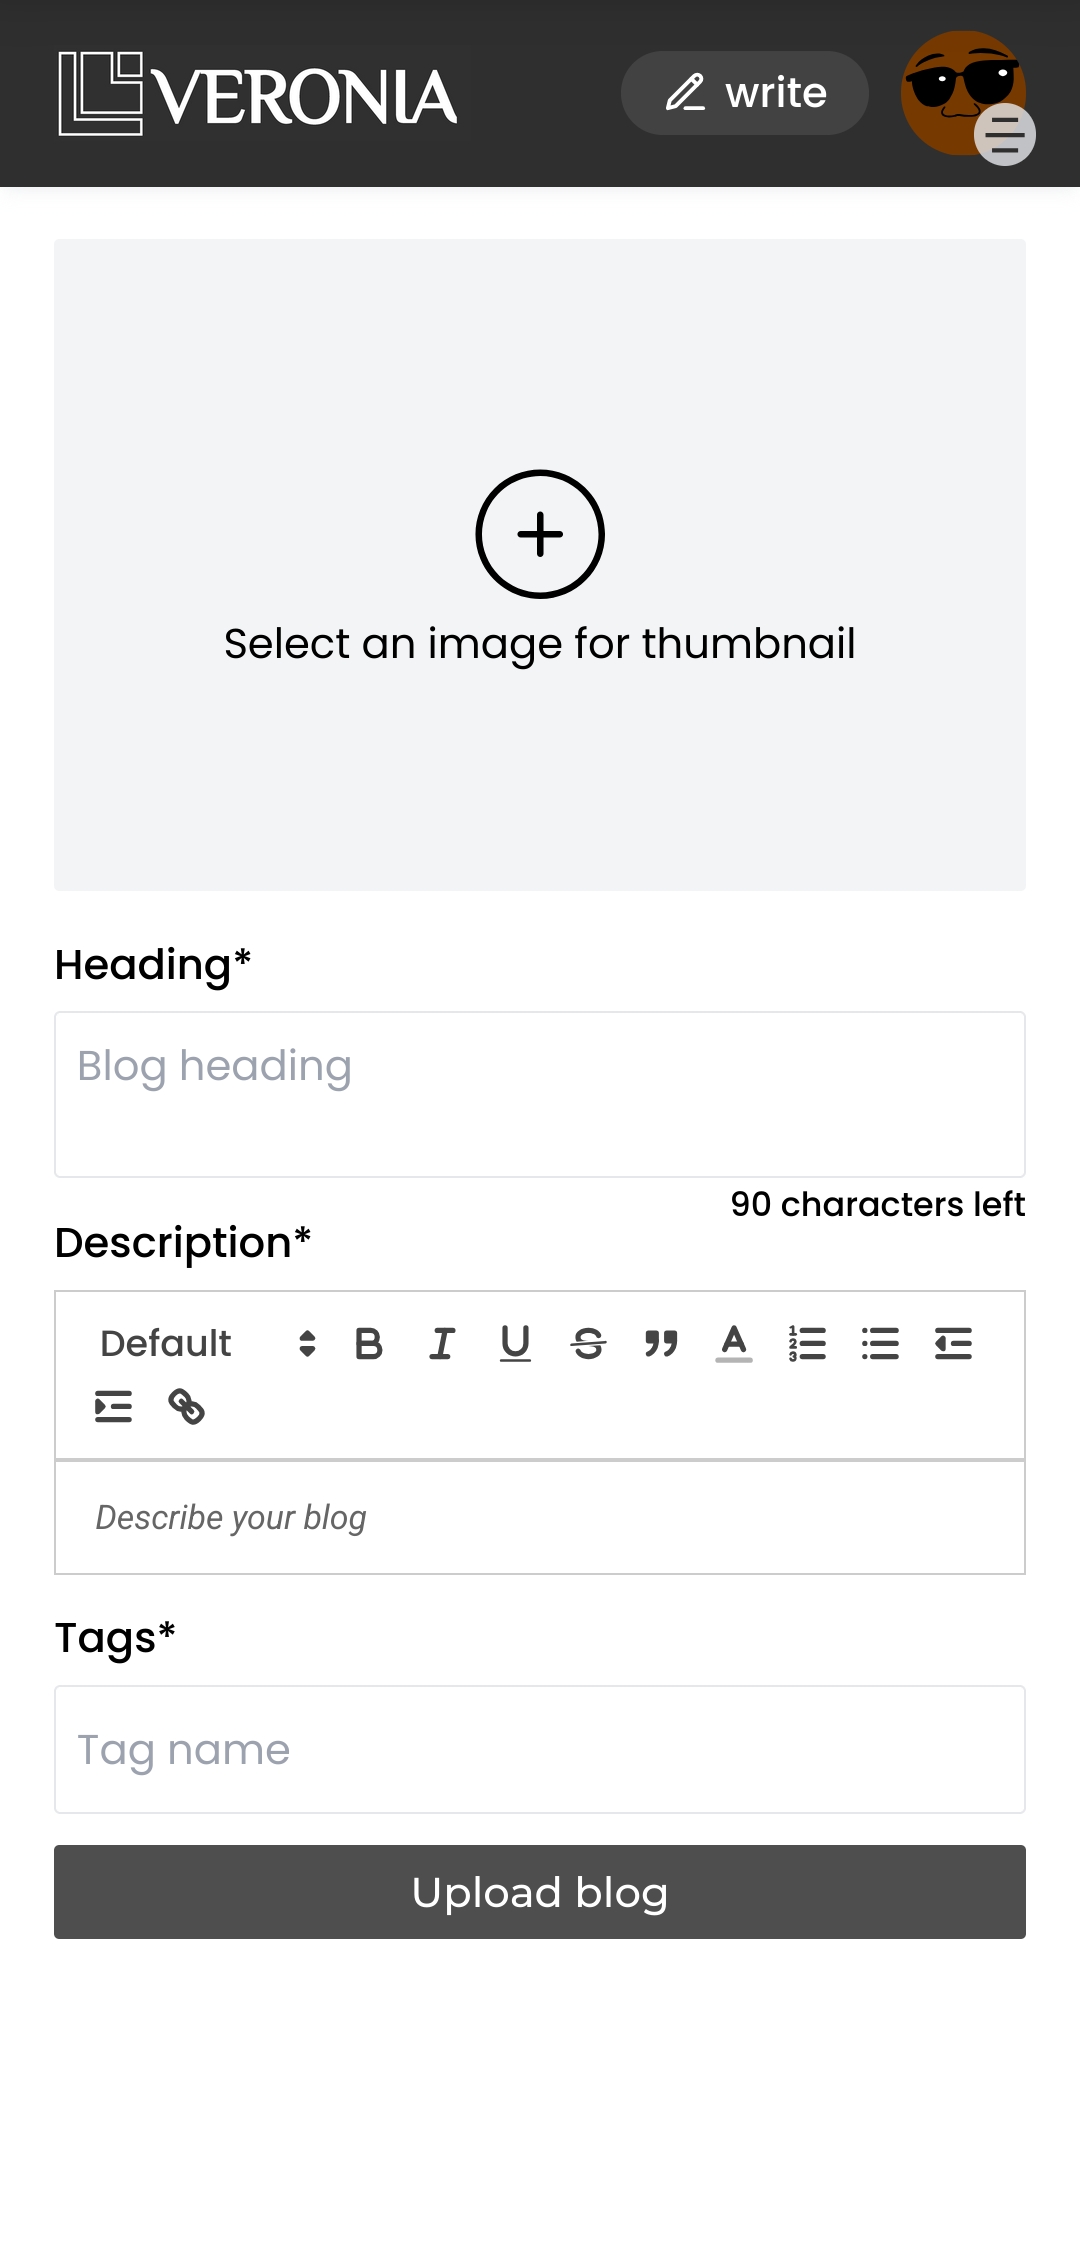 VERONIA
write
Select an image for thumbnail
Heading*
Blog heading
90 characters left
Description*
Default
Describe your blog
Tags*
Tag name
Upload blog